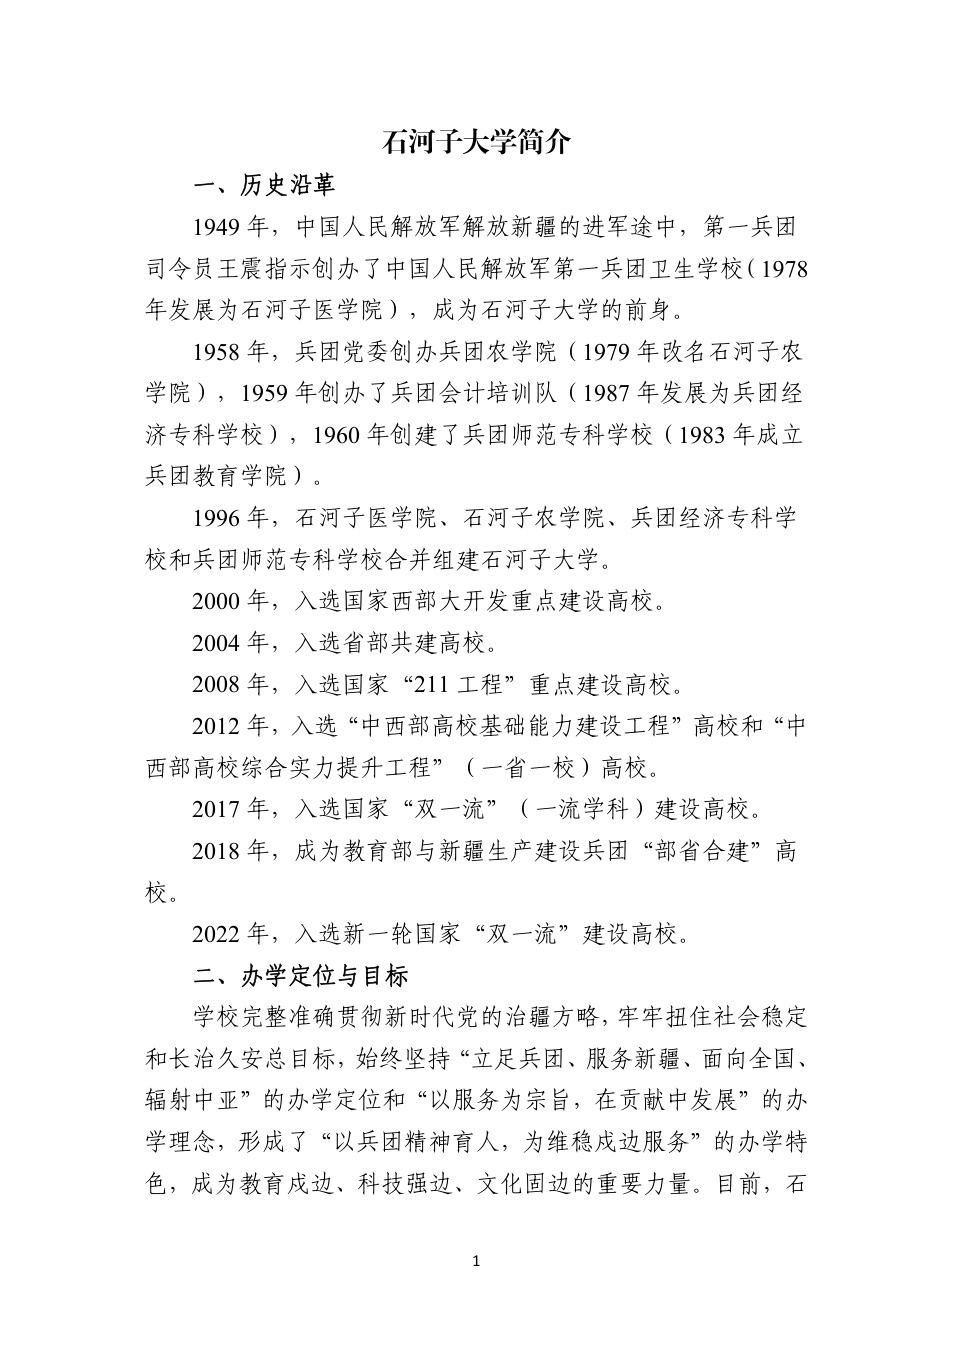 石河子大学简介
一、历史沿革
1949 年，中国人民解放军解放新疆的进军途中，第一兵团
司令员王震指示创办了中国人民解放军第一兵团卫生学校（1978
年发展为石河子医学院），成为石河子大学的前身。
1958 年，兵团党委创办兵团农学院（1979 年改名石河子农
学院），1959 年创办了兵团会计培训队（1987 年发展为兵团经
济专科学校），1960 年创建了兵团师范专科学校（1983 年成立
兵团教育学院）。
1996 年，石河子医学院、石河子农学院、兵团经济专科学
校和兵团师范专科学校合并组建石河子大学。
2000 年，入选国家西部大开发重点建设高校。
2004 年，入选省部共建高校。
2008 年，入选国家“211 工程”重点建设高校。
2012 年，入选“中西部高校基础能力建设工程”高校和“中
西部高校综合实力提升工程”（一省一校）高校。
2017 年，入选国家“双一流”（一流学科）建设高校。
2018 年，成为教育部与新疆生产建设兵团“部省合建”高
校。
2022 年，入选新一轮国家“双一流”建设高校。
二、办学定位与目标
学校完整准确贯彻新时代党的治疆方略，牢牢扭住社会稳定
和长治久安总目标，始终坚持“立足兵团、服务新疆、面向全国、
辐射中亚”的办学定位和“以服务为宗旨，在贡献中发展”的办
学理念，形成了“以兵团精神育人，为维稳戍边服务”的办学特
色，成为教育戍边、科技强边、文化固边的重要力量。目前，石
1